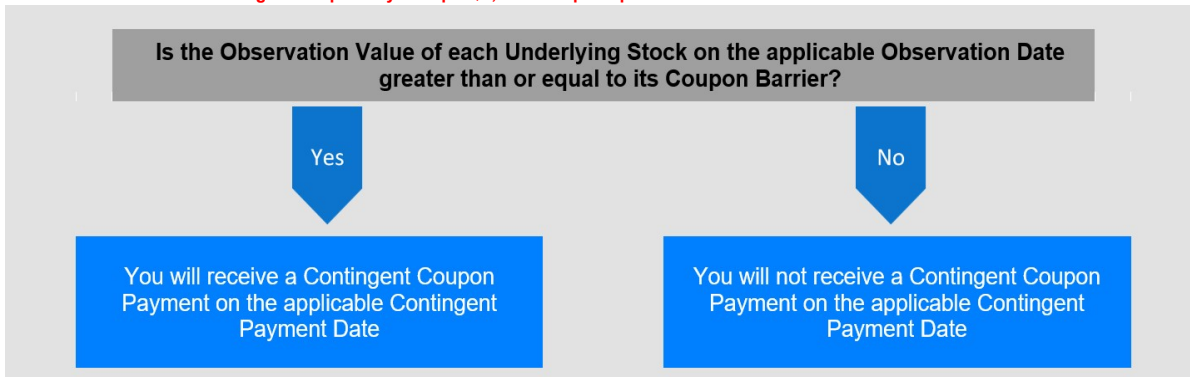 Is the Observation Value of each Underlying Stock on the applicable Observation Date
greater than or equal to its Coupon Barrier?
Yes
No
You will receive a Contingent Coupon
Payment on the applicable Contingent
Payment Date
You will not receive a Contingent Coupon
Payment on the applicable Contingent
Payment Date